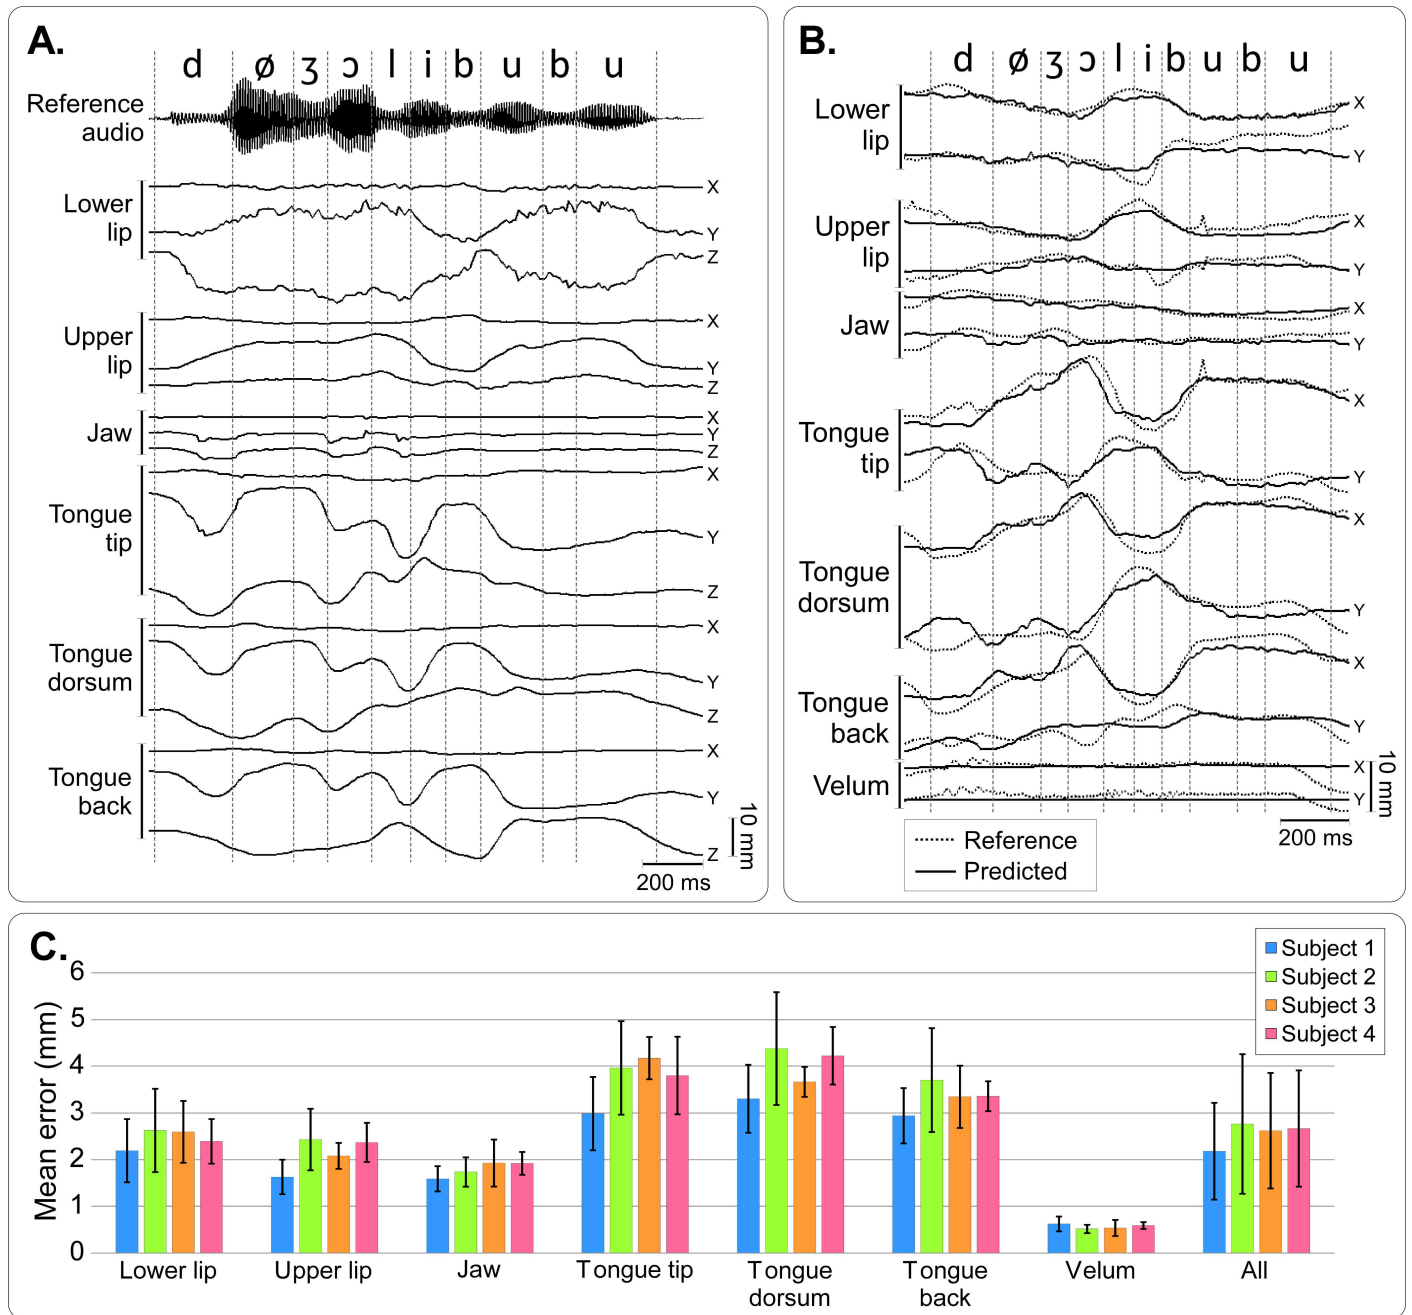 A.
d ø ʒ ɔ l i b u b u
Reference
audio
Lower
lip
X
Y
Z
Upper
lip
X
Y
Z
Jaw
X
Y
Z
Tongue
tip
X
Y
Z
Tongue
dorsum
X
Y
Z
Tongue
back
X
Y
Z
10 mm
200 ms
B.
d ø ʒ ɔ l i b u b u
Lower
lip
X
Y
Upper
lip
X
Y
Jaw
X
Y
Tongue
tip
X
Y
Tongue
dorsum
X
Y
Tongue
back
X
Y
Velum
X
Y
10 mm
200 ms
Reference
Predicted
C.
Mean error (mm)
6
5
4
3
2
1
0
Subject 1
Subject 2
Subject 3
Subject 4
Lower lip
Upper lip
Jaw
Tongue tip
Tongue
dorsum
Tongue
back
Velum
All